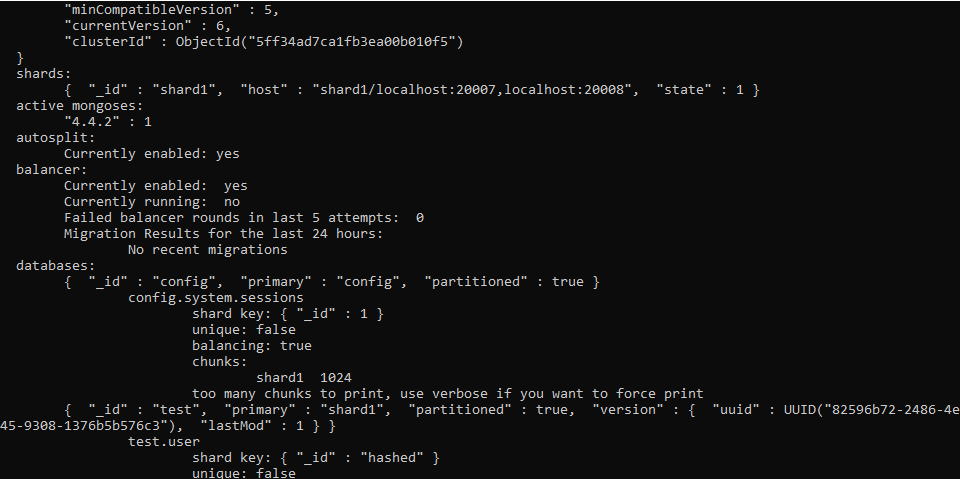 "minCompatibleVersion" : 5,
"currentVersion" : 6,
"clusterId" : ObjectId("5ff34ad7ca1fb3ea00b010f5")
}
shards:
{  "_id" : "shard1",  "host" : "shard1/localhost:20007,localhost:20008",  "state" : 1 }
active mongoses:
"4.4.2" : 1
autosplit:
Currently enabled: yes
balancer:
Currently enabled:  yes
Currently running:  no
Failed balancer rounds in last 5 attempts:  0
Migration Results for the last 24 hours:
No recent migrations
databases:
{  "_id" : "config",  "primary" : "config",  "partitioned" : true }
config.system.sessions
shard key: { "_id" : 1 }
unique: false
balancing: true
chunks:
shard1  1024
too many chunks to print, use verbose if you want to force print
{  "_id" : "test",  "primary" : "shard1",  "partitioned" : true,  "version" : {  "uuid" : UUID("82596b72-2486-4e
45-9308-1376b5b576c3"),  "lastMod" : 1 } }
test.user
shard key: { "_id" : "hashed" }
unique: false